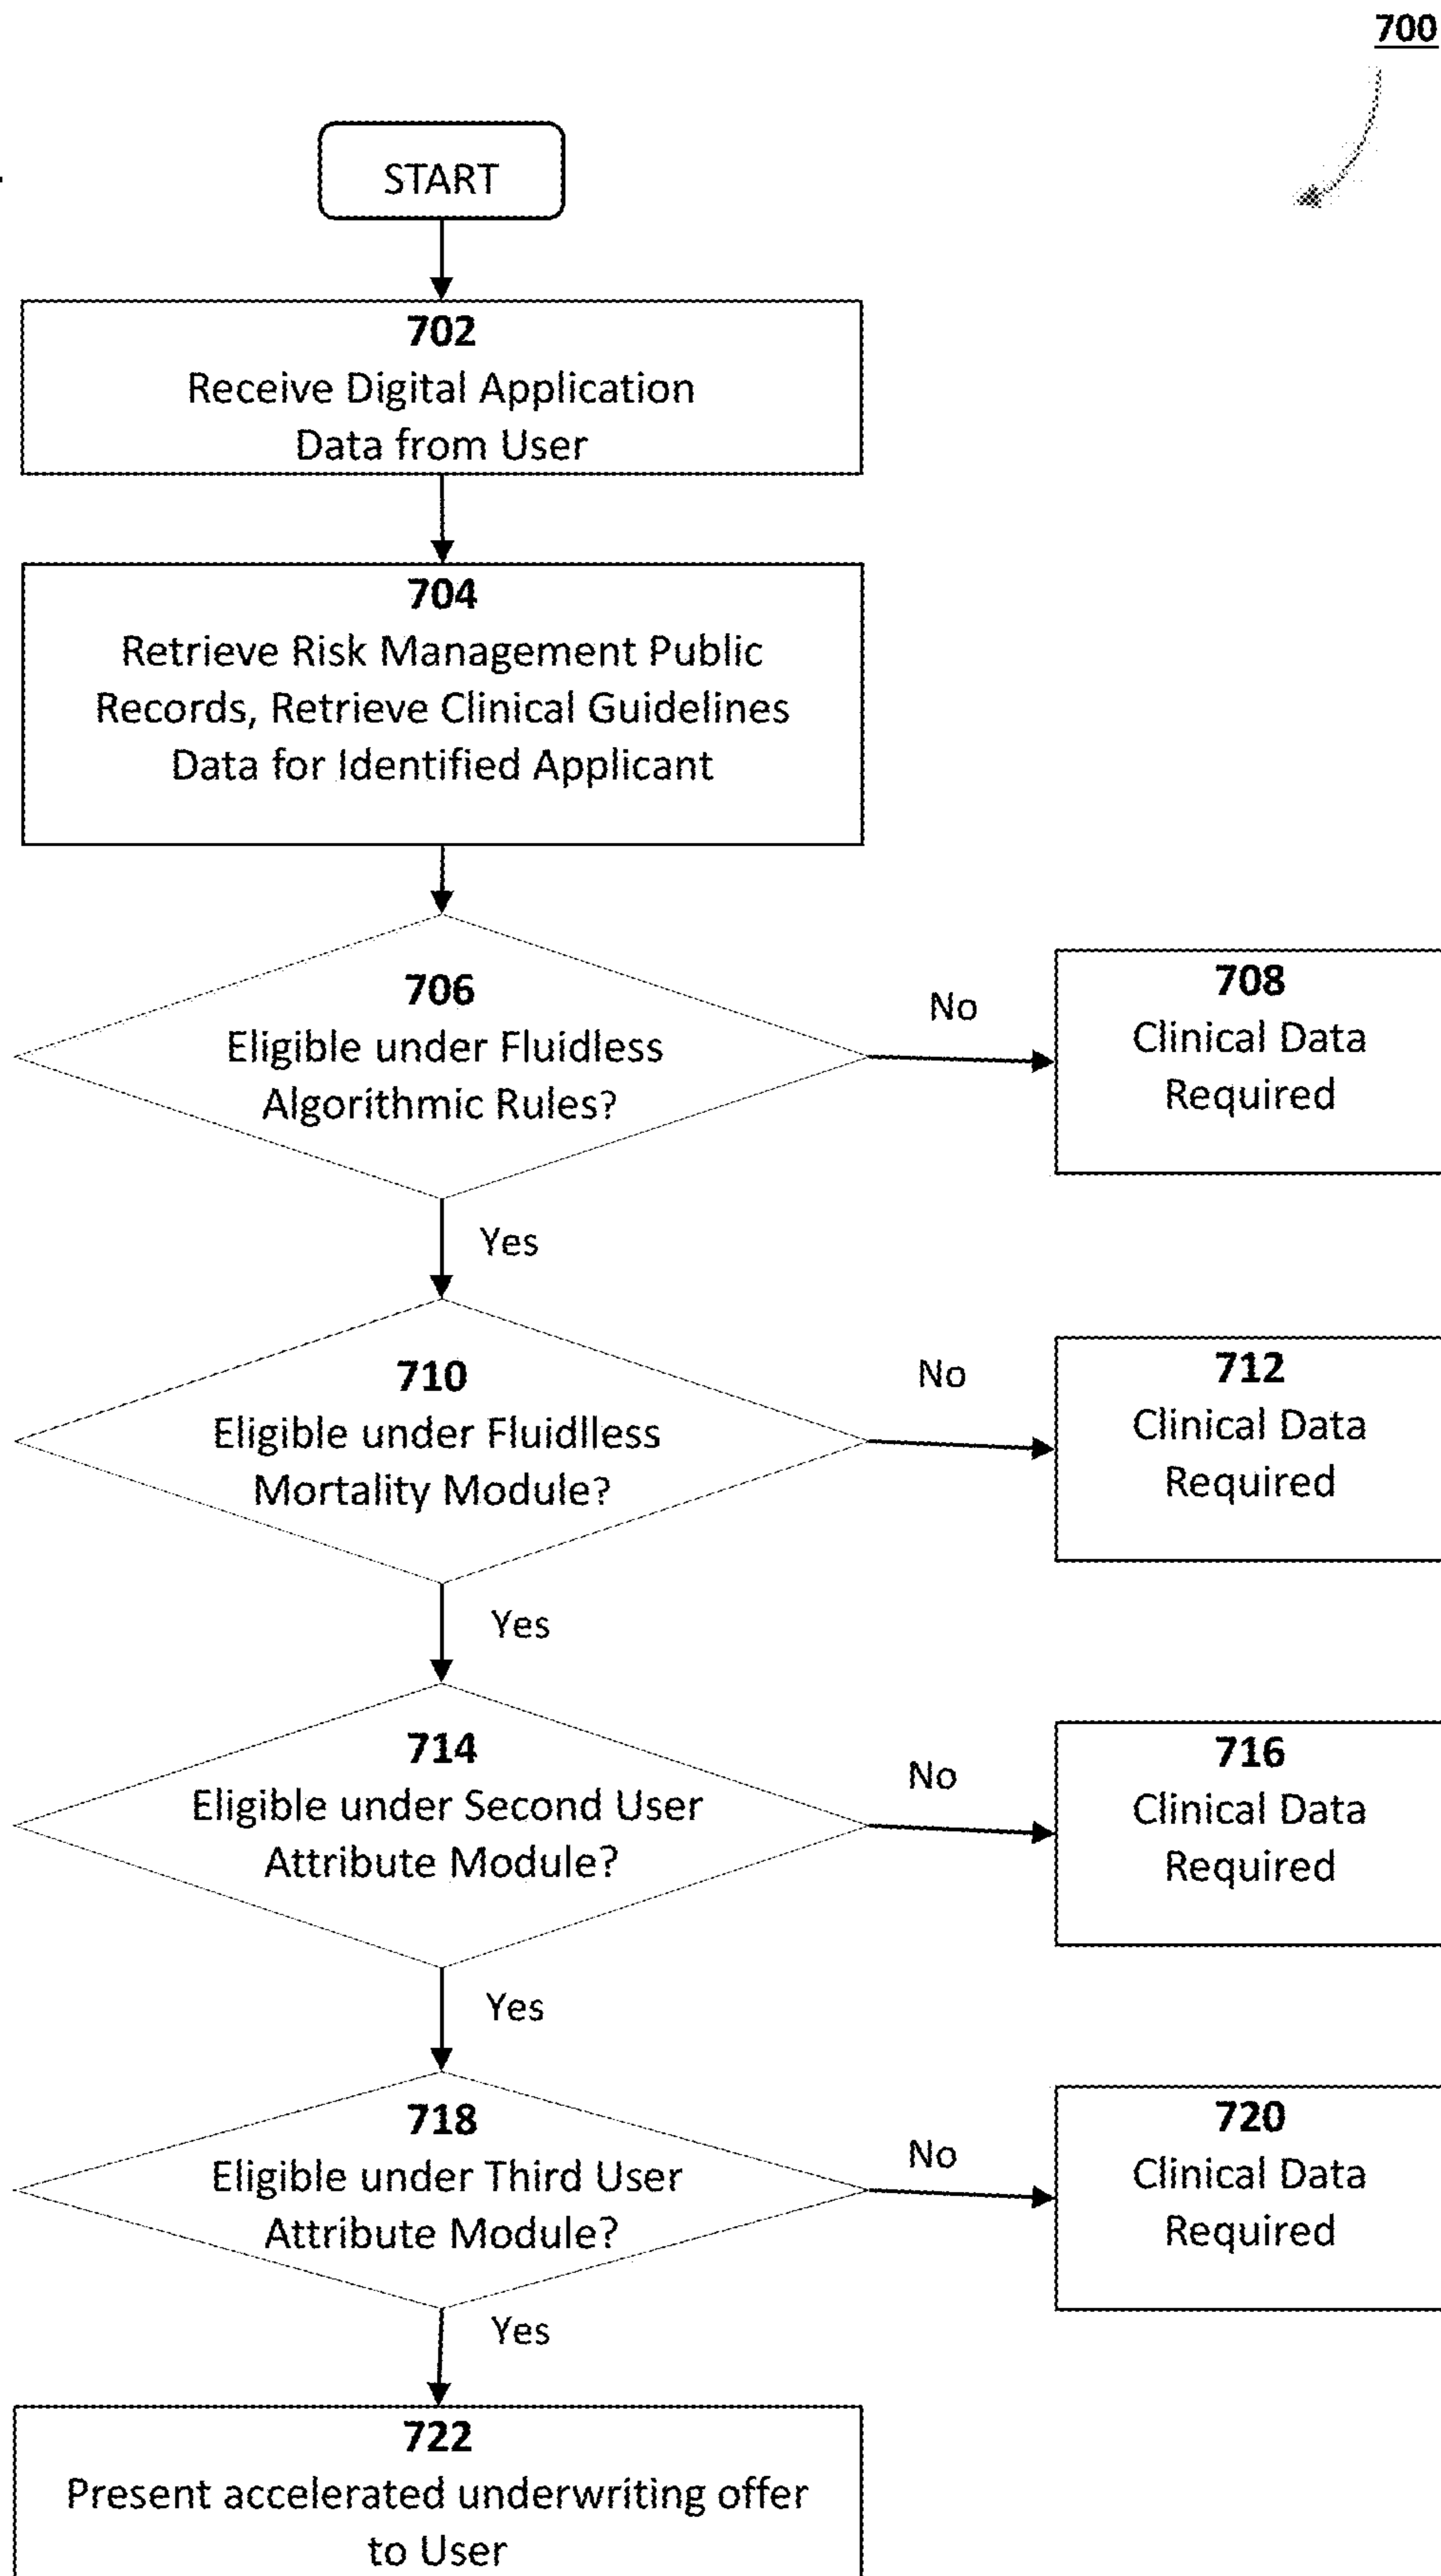 700
START
702
Receive Digital Application
Data from User
704
Retrieve Risk Management Public
Records, Retrieve Clinical Guidelines
Data for Identified Applicant
706
Eligible under Fluidless
Algorithmic Rules?
No
708
Clinical Data
Required
Yes
710
Eligible under Fluidlless
Mortality Module?
No
712
Clinical Data
Required
Yes
714
Eligible under Second User
Attribute Module?
No
716
Clinical Data
Required
Yes
718
Eligible under Third User
Attribute Module?
No
720
Clinical Data
Required
Yes
722
Present accelerated underwriting offer
to User